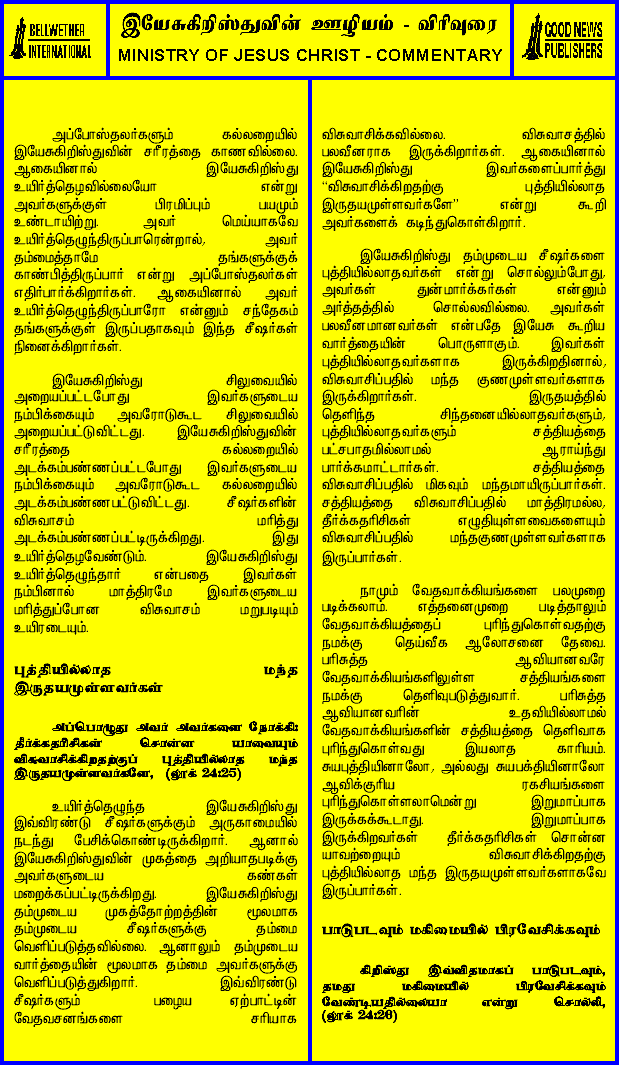 BELLWETHER
INTERNATIONAL
இயேசுகிறிஸ்துவின் ஊழியம் - விரிவுரை
MINISTRY OF JESUS CHRIST - COMMENTARY
GOOD NEWS
PUBLISHERS
அப்போஸ்தலர்களும் கல்லறையில்
இயேசுகிறிஸ்துவின் சரீரத்தை காணவில்லை.
ஆகையினால் இயேசுகிறிஸ்து
உயிர்த்தெழவில்லையோ என்று
அவர்களுக்குள் பிரமிப்பும் பயமும்
உண்டாயிற்று. அவர் மெய்யாகவே
உயிர்த்தெழுந்திருப்பாரென்றால், அவர்
தம்மைத்தாமே தங்களுக்குக்
காண்பித்திருப்பார் என்று அப்போஸ்தலர்கள்
எதிர்பார்க்கிறார்கள். ஆகையினால் அவர்
உயிர்த்தெழுந்திருப்பாரோ என்னும் சந்தேகம்
தங்களுக்குள் இருப்பதாகவும் இந்த சீஷர்கள்
நினைக்கிறார்கள்.
இயேசுகிறிஸ்து சிலுவையில்
அறையப்பட்டபோது இவர்களுடைய
நம்பிக்கையும் அவரோடுகூட சிலுவையில்
அறையப்பட்டுவிட்டது. இயேசுகிறிஸ்துவின்
சரீரத்தை கல்லறையில்
அடக்கம்பண்ணப்பட்டபோது இவர்களுடைய
நம்பிக்கையும் அவரோடுகூட கல்லறையில்
அடக்கம்பண்ணபட்டுவிட்டது. சீஷர்களின்
விசுவாசம் மரித்து
அடக்கம்பண்ணப்பட்டிருக்கிறது. இது
உயிர்த்தெழவேண்டும். இயேசுகிறிஸ்து
உயிர்த்தெழுந்தார் என்பதை இவர்கள்
நம்பினால் மாத்திரமே இவர்களுடைய
மரித்துப்போன விசுவாசம் மறுபடியும்
உயிரடையும்.
புத்தியில்லாத மந்த
இருதயமுள்ளவர்கள்
அப்பொழுது அவர் அவர்களை நோக்கி:
தீர்க்கதரிசிகள் சொன்ன யாவையும்
விசுவாசிக்கிறதற்குப் புத்தியில்லாத மந்த
இருதயமுள்ளவர்களே, (லூக் 24:25)
உயிர்த்தெழுந்த இயேசுகிறிஸ்து
இவ்விரண்டு சீஷர்களுக்கும் அருகாமையில்
நடந்து பேசிக்கொண்டிருக்கிறார். ஆனால்
இயேசுகிறிஸ்துவின் முகத்தை அறியாதபடிக்கு
அவர்களுடைய கண்கள்
மறைக்கப்பட்டிருக்கிறது. இயேசுகிறிஸ்து
தம்முடைய முகத்தோற்றத்தின் மூலமாக
தம்முடைய சீஷர்களுக்கு தம்மை
வெளிப்படுத்தவில்லை. ஆனாலும் தம்முடைய
வார்த்தையின் மூலமாக தம்மை அவர்களுக்கு
வெளிப்படுத்துகிறார். இவ்விரண்டு
சீஷர்களும் பழைய ஏற்பாட்டின்
வேதவசனங்களை சரியாக
விசுவாசிக்கவில்லை. விசுவாசத்தில்
பலவீனராக இருக்கிறார்கள். ஆகையினால்
இயேசுகிறிஸ்து இவர்களைப்பார்த்து
“விசுவாசிக்கிறதற்கு புத்தியில்லாத
இருதயமுள்ளவர்களே” என்று கூறி
அவர்களைக் கடிந்துகொள்கிறார்.
இயேசுகிறிஸ்து தம்முடைய சீஷர்களை
புத்தியில்லாதவர்கள் என்று சொல்லும்போது,
அவர்கள் துன்மார்க்கர்கள் என்னும்
அர்த்தத்தில் சொல்லவில்லை. அவர்கள்
பலவீனமானவர்கள் என்பதே இயேசு கூறிய
வார்த்தையின் பொருளாகும். இவர்கள்
புத்தியில்லாதவர்களாக இருக்கிறதினால்,
விசுவாசிப்பதில் மந்த குணமுள்ளவர்களாக
இருக்கிறார்கள். இருதயத்தில்
தெளிந்த சிந்தனையில்லாதவர்களும்,
புத்தியில்லாதவர்களும் சத்தியத்தை
பட்சபாதமில்லாமல் ஆராய்ந்து
பார்க்கமாட்டார்கள். சத்தியத்தை
விசுவாசிப்பதில் மிகவும் மந்தமாயிருப்பார்கள்.
சத்தியத்தை விசுவாசிப்பதில் மாத்திரமல்ல,
தீர்க்கதரிசிகள் எழுதியுள்ளவைகளையும்
விசுவாசிப்பதில் மந்தகுணமுள்ளவர்களாக
இருப்பார்கள்.
நாமும் வேதவாக்கியங்களை பலமுறை
படிக்கலாம். எத்தனைமுறை படித்தாலும்
வேதவாக்கியத்தைப் புரிந்துகொள்வதற்கு
நமக்கு தெய்வீக ஆலோசனை தேவை.
பரிசுத்த ஆவியானவரே
வேதவாக்கியங்களிலுள்ள சத்தியங்களை
நமக்கு தெளிவுபடுத்துவார். பரிசுத்த
ஆவியானவரின் உதவியில்லாமல்
வேதவாக்கியங்களின் சத்தியத்தை தெளிவாக
புரிந்துகொள்வது இயலாத காரியம்.
சுயபுத்தியினாலோ, அல்லது சுயபக்தியினாலோ
ஆவிக்குரிய ரகசியங்களை
புரிந்துகொள்ளலாமென்று இறுமாப்பாக
இருக்கக்கூடாது. இறுமாப்பாக
இருக்கிறவர்கள் தீர்க்கதரிசிகள் சொன்ன
யாவற்றையும் விசுவாசிக்கிறதற்கு
புத்தியில்லாத மந்த இருதயமுள்ளவர்களாகவே
இருப்பார்கள்.
பாடுபடவும் மகிமையில் பிரவேசிக்கவும்
கிறிஸ்து இவ்விதமாகப் பாடுபடவும்,
தமது மகிமையில் பிரவேசிக்கவும்
வேண்டியதில்லையா என்று சொல்லி,
(லூக் 24:26)